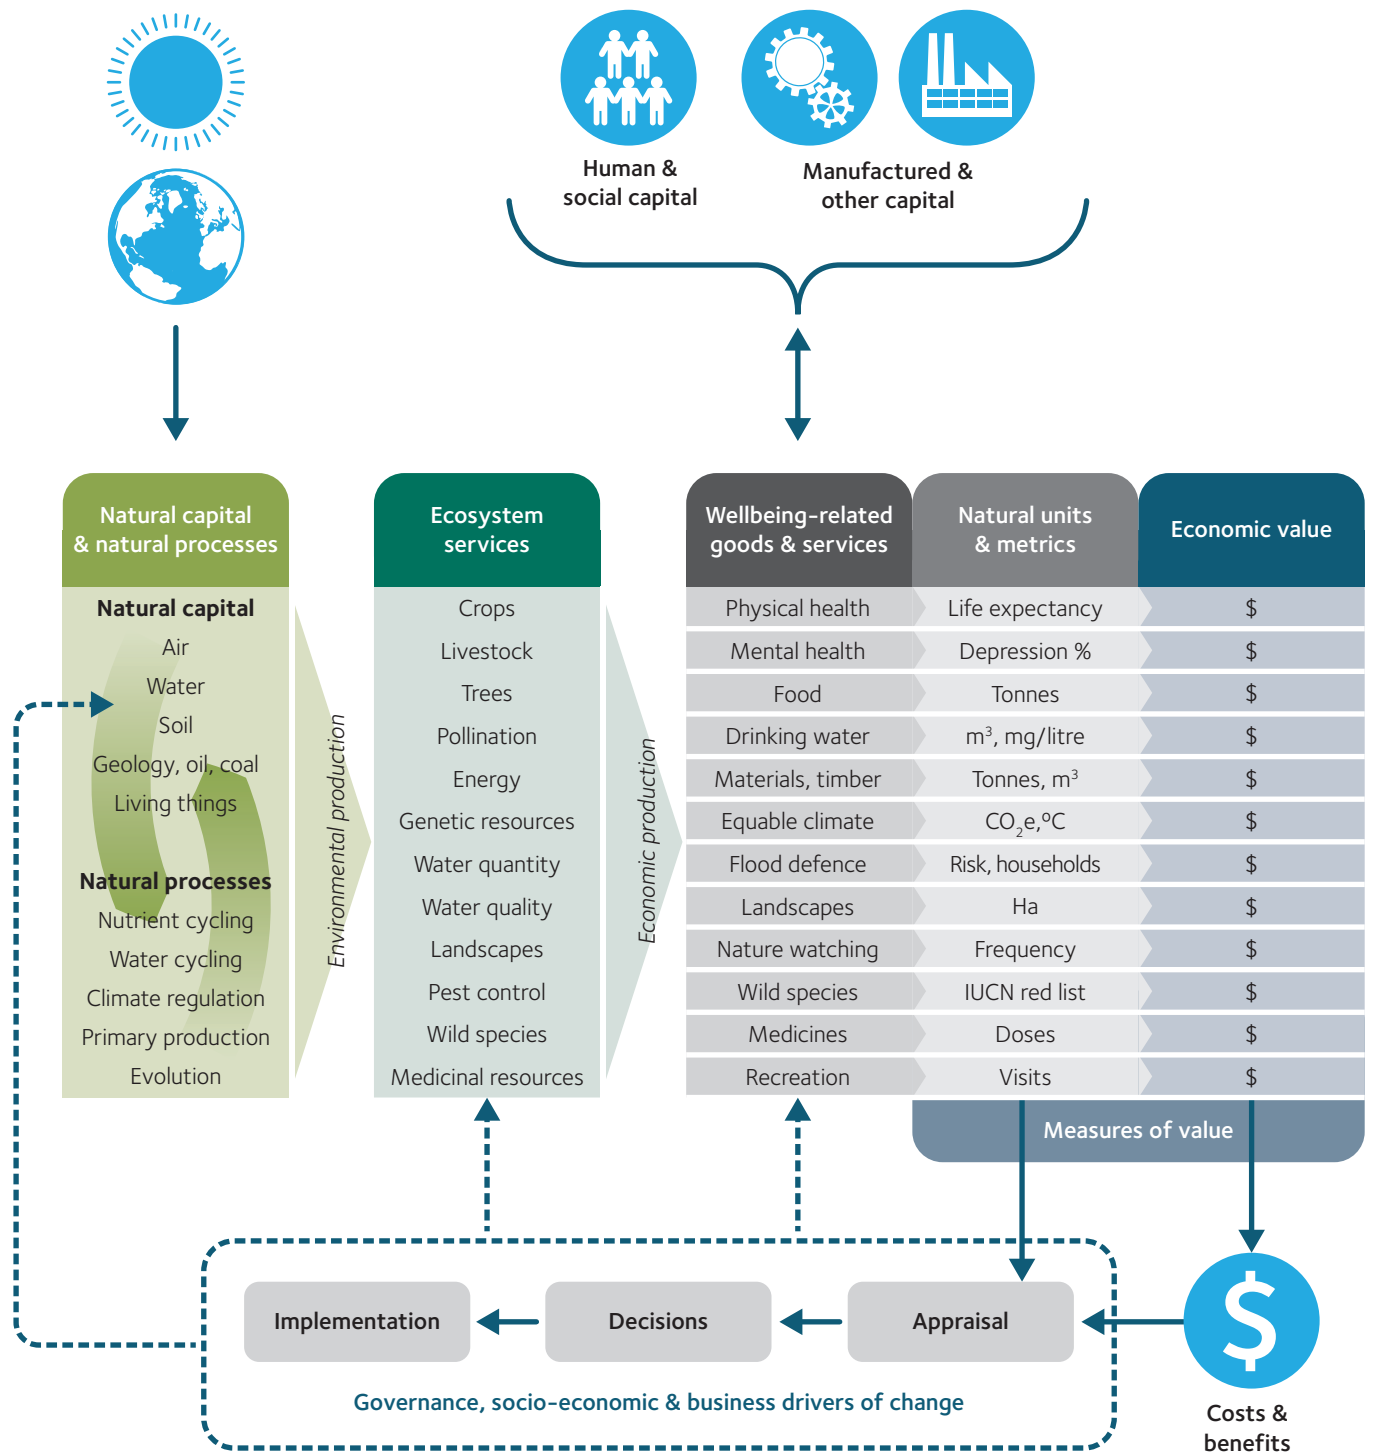 Human &
social capital
Manufactured &
other capital
Natural capital
& natural processes
Natural capital
Air
Water
Soil
Geology, oil, coal
Living things
Natural processes
Nutrient cycling
Water cycling
Climate regulation
Primary production
Evolution
Environmental production
Ecosystem
services
Crops
Livestock
Trees
Pollination
Energy
Genetic resources
Water quantity
Water quality
Landscapes
Pest control
Wild species
Medicinal resources
Economic production
Wellbeing-related
goods & services
Natural units
& metrics
Economic value
Physical health Life expectancy $
Mental health Depression % $
Food Tonnes $
Drinking water m³, mg/litre $
Materials, timber Tonnes, m³ $
Equable climate CO₂e,ºC $
Flood defence Risk, households $
Landscapes Ha $
Nature watching Frequency $
Wild species IUCN red list $
Medicines Doses $
Recreation Visits $
Measures of value
Implementation
Decisions
Appraisal
$
Governance, socio-economic & business drivers of change
Costs &
benefits